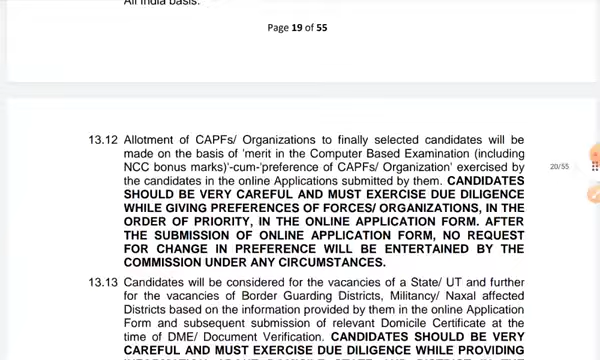 All India basis.
Page 19 of 55
13.12 Allotment of CAPFs/ Organizations to finally selected candidates will be
made on the basis of 'merit in the Computer Based Examination (including
NCC bonus marks)'-cum-'preference of CAPFs/ Organization' exercised by
the candidates in the online Applications submitted by them. CANDIDATES
SHOULD BE VERY CAREFUL AND MUST EXERCISE DUE DILIGENCE
WHILE GIVING PREFERENCES OF FORCES/ ORGANIZATIONS, IN THE
ORDER OF PRIORITY, IN THE ONLINE APPLICATION FORM. AFTER
THE SUBMISSION OF ONLINE APPLICATION FORM, NO REQUEST
FOR CHANGE IN PREFERENCE WILL BE ENTERTAINED BY THE
COMMISSION UNDER ANY CIRCUMSTANCES.
20/55
13.13 Candidates will be considered for the vacancies of a State/ UT and further
for the vacancies of Border Guarding Districts, Militancy/ Naxal affected
Districts based on the information provided by them in the online Application
Form and subsequent submission of relevant Domicile Certificate at the
time of DME/ Document Verification. CANDIDATES SHOULD BE VERY
CAREFUL AND MUST EXERCISE DUE DILIGENCE WHILE PROVIDING